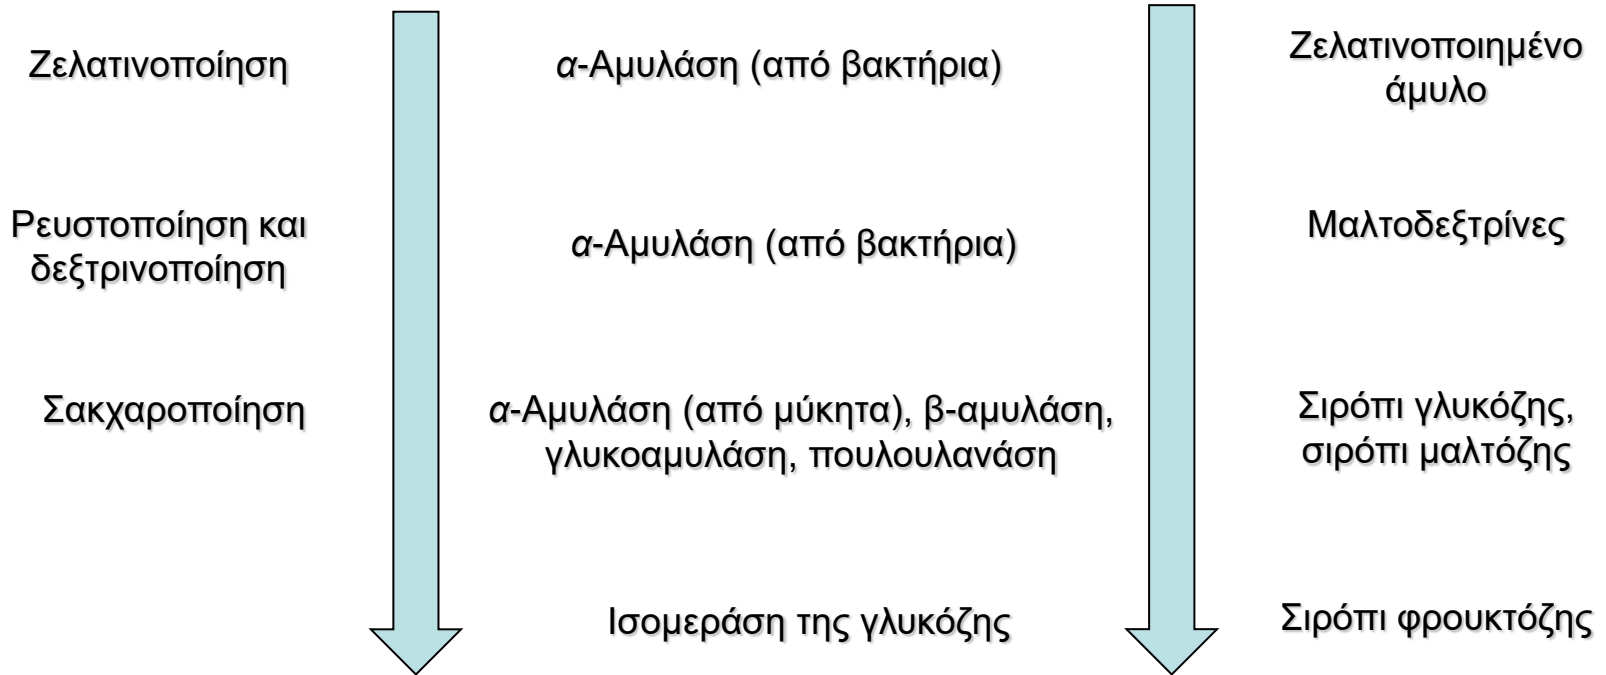 Ζελατινοποίηση
α-Αμυλάση (από βακτήρια)
Ζελατινοποιημένο
άμυλο
Ρευστοποίηση και
δεξτρινοποίηση
α-Αμυλάση (από βακτήρια)
Μαλτοδεξτρίνες
Σακχαροποίηση
α-Αμυλάση (από μύκητα), β-αμυλάση,
γλυκοαμυλάση, πουλουλανάση
Σιρόπι γλυκόζης,
σιρόπι μαλτόζης
Ισομεράση της γλυκόζης
Σιρόπι φρουκτόζης